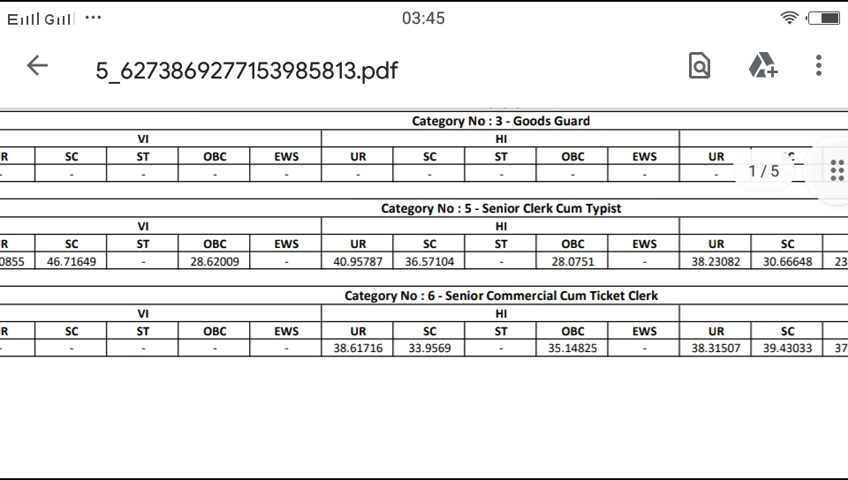 03:45
5_6273869277153985813.pdf
Category No : 3 - Goods Guard
VI HI
SC ST OBC EWS UR SC ST OBC EWS UR
- - - - - - - - - - -
1 / 5
Category No : 5 - Senior Clerk Cum Typist
VI HI
SC ST OBC EWS UR SC ST OBC EWS UR SC
0855 46.71649 - 28.62009 - 40.95787 36.57104 - 28.0751 - 38.23082 30.66648 23
Category No : 6 - Senior Commercial Cum Ticket Clerk
VI HI
SC ST OBC EWS UR SC ST OBC EWS UR SC
- - - - - 38.61716 33.9569 - 35.14825 - 38.31507 39.43033 37